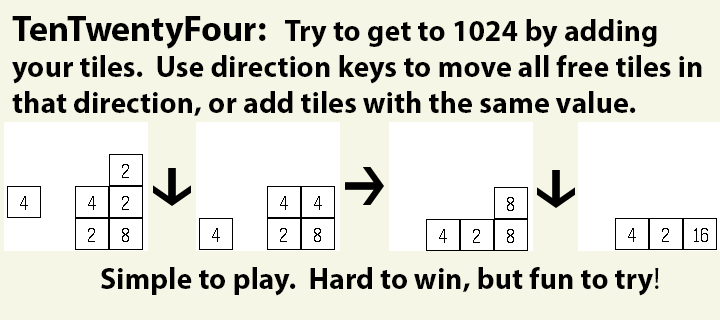 TenTwentyFour: Try to get to 1024 by adding
your tiles. Use direction keys to move all free tiles in
that direction, or add tiles with the same value.
2
4 4 2 4 4 8
2 8 4 2 8 4 2 8 4 2 16
Simple to play. Hard to win, but fun to try!